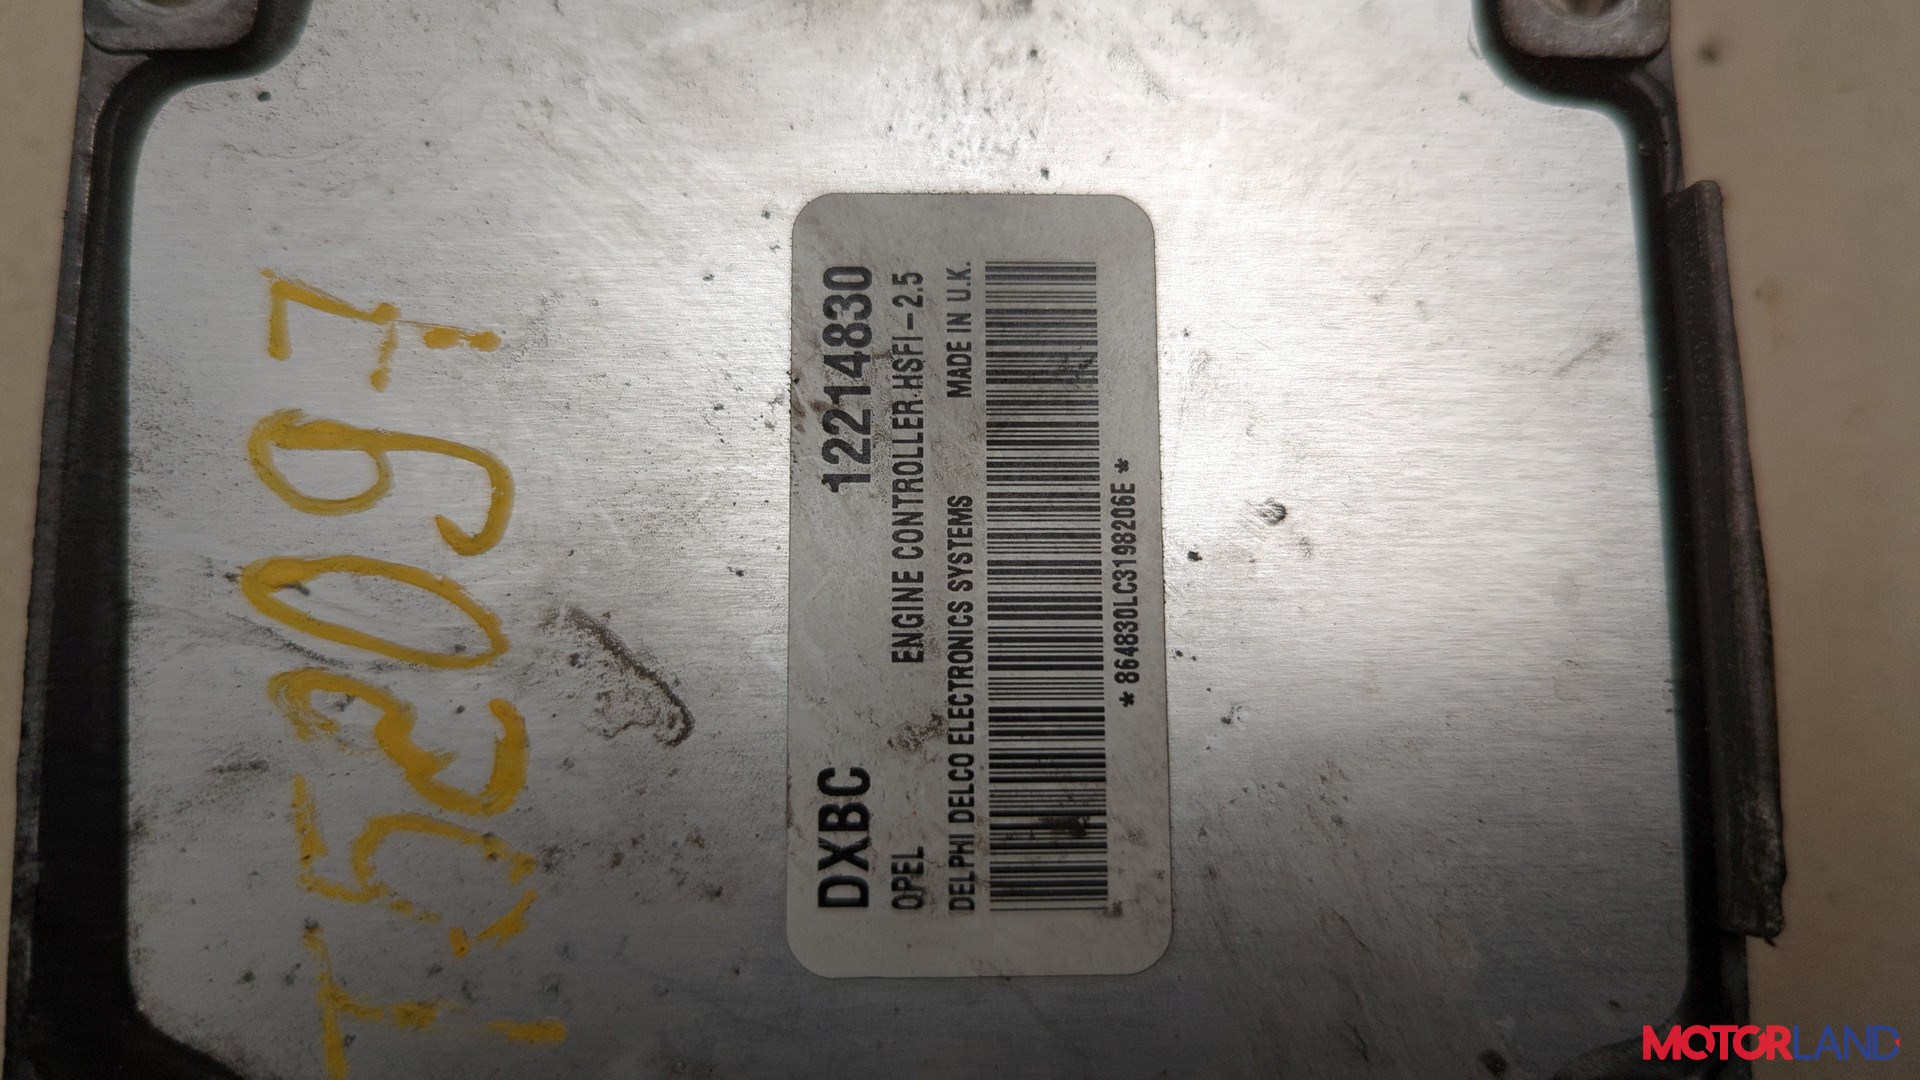 DXBC 12214830
OPEL ENGINE CONTROLLER HSFI-2.5
DELPHI DELCO ELECTRONICS SYSTEMS MADE IN U.K.
*864830LC3198206E*
MOTORLAND